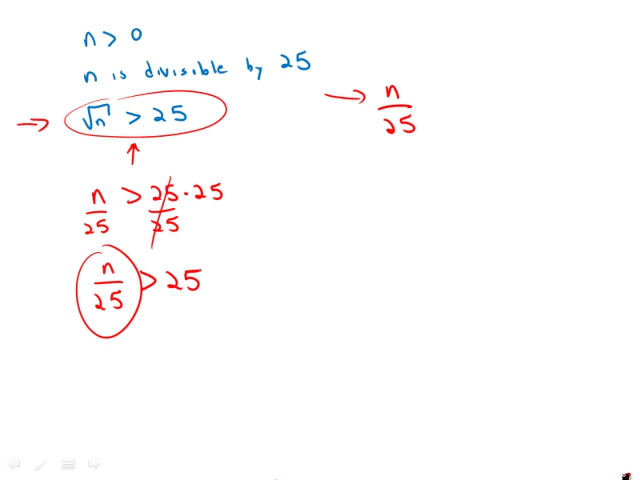 n > 0
n is divisible by 25
→ √n > 25
↑
n/25 > 25·25/25
n/25 > 25
→ n/25